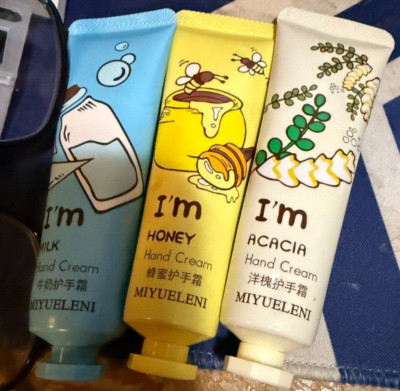 I'm
MILK
Hand Cream
牛奶护手霜
MIYUELENI
I'm
HONEY
Hand Cream
蜂蜜护手霜
MIYUELENI
I'm
ACACIA
Hand Cream
洋槐护手霜
MIYUELENI